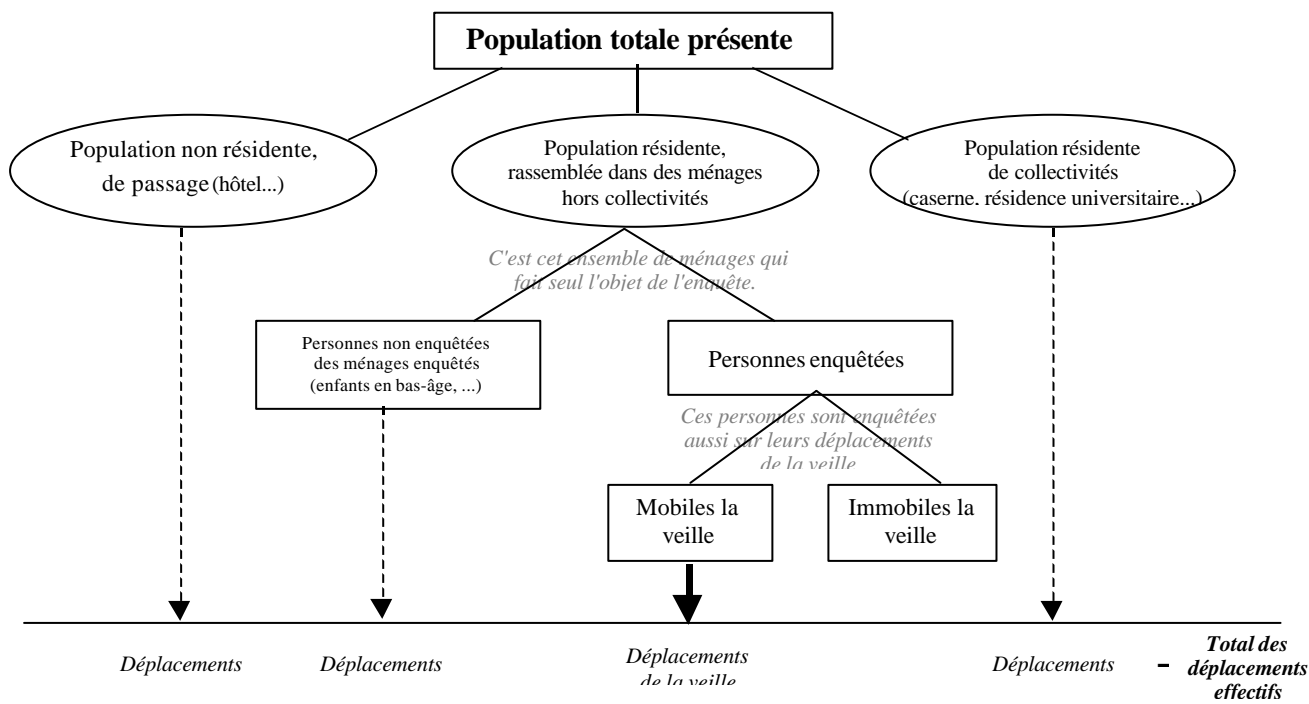 Population totale présente
Population non résidente,
de passage (hôtel...)
Population résidente,
rassemblée dans des ménages
hors collectivités
Population résidente
de collectivités
(caserne, résidence universitaire...)
C'est cet ensemble de ménages qui
fait seul l'objet de l'enquête.
Personnes non enquêtées
des ménages enquêtés
(enfants en bas-âge, ...)
Personnes enquêtées
Ces personnes sont enquêtées
aussi sur leurs déplacements
de la veille
Mobiles la
veille
Immobiles la
veille
Déplacements
Déplacements
Déplacements
de la veille
Déplacements
Total des
déplacements
effectifs